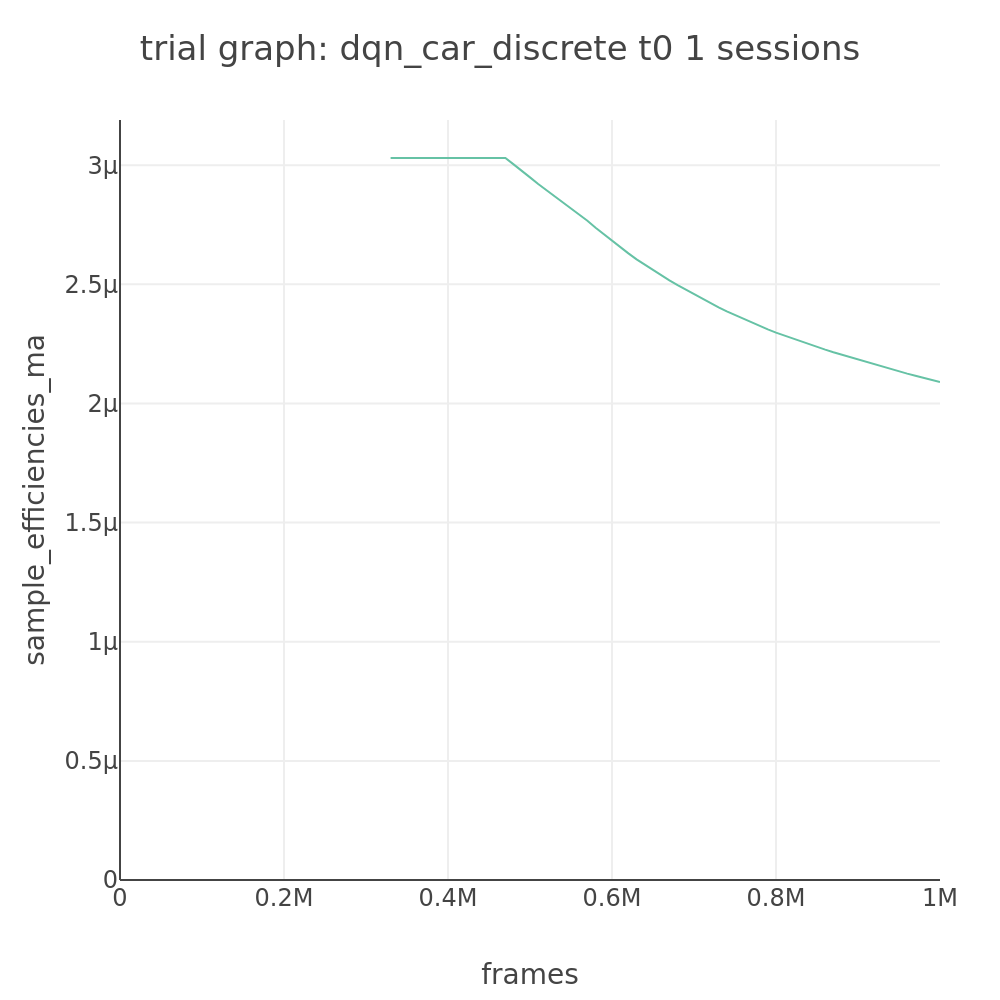 trial graph: dqn_car_discrete t0 1 sessions
3μ
2.5μ
2μ
1.5μ
1μ
0.5μ
0
sample_efficiencies_ma
0
0.2M
0.4M
0.6M
0.8M
1M
frames